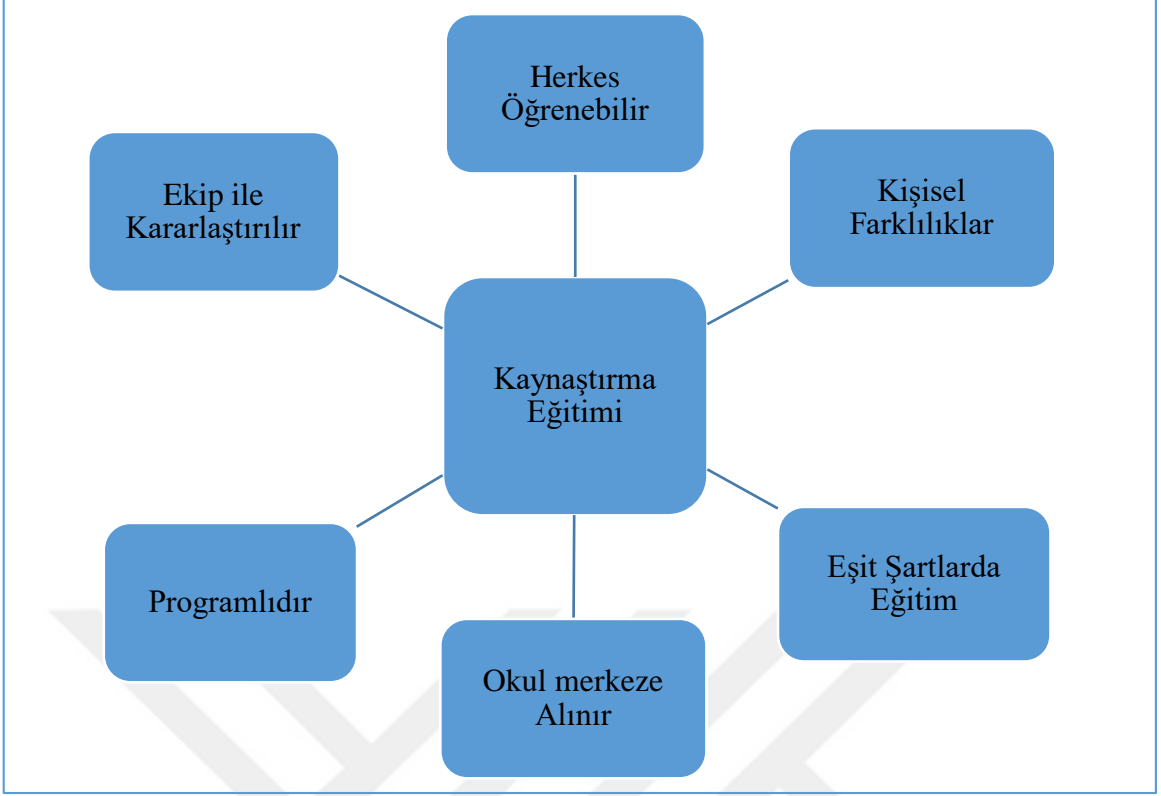 Herkes
Öğrenebilir
Kişisel
Farklılıklar
Ekip ile
Kararlaştırılır
Kaynaştırma
Eğitimi
Eşit Şartlarda
Eğitim
Programlıdır
Okul merkeze
Alınır